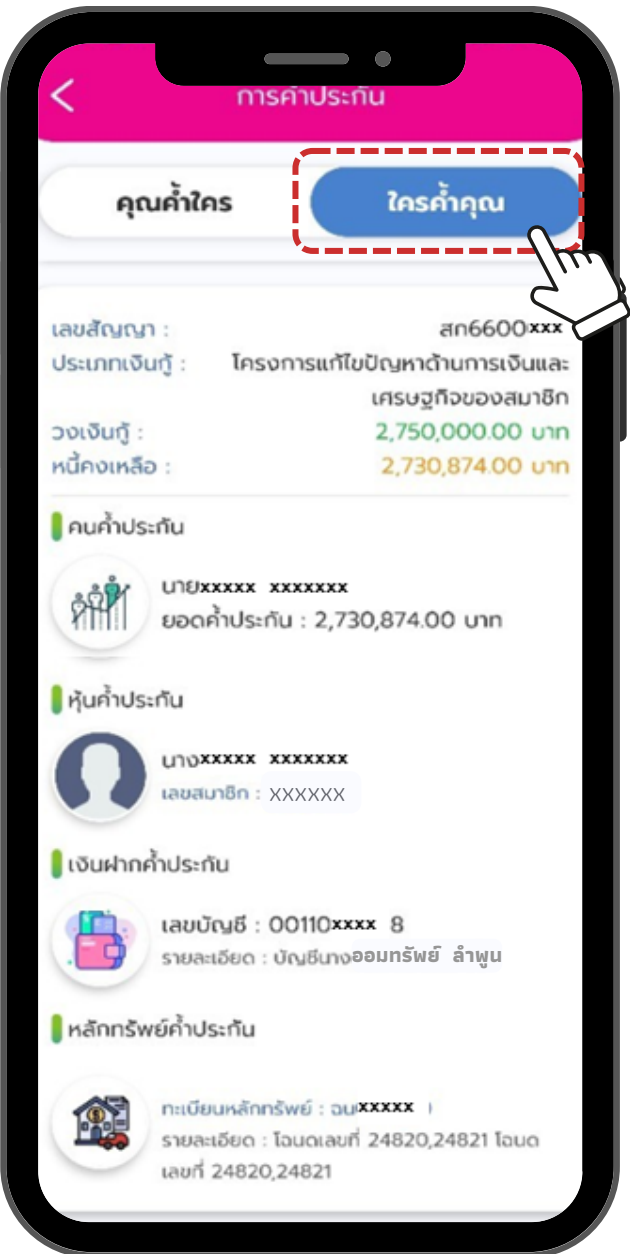 การค้ำประกัน
คุณค้ำใคร
ใครค้ำคุณ
เลขสัญญา : สก6600xxx
ประเภทเงินกู้ : โครงการแก้ไขปัญหาด้านการเงินและ
เศรษฐกิจของสมาชิก
วงเงินกู้ : 2,750,000.00 บาท
หนี้คงเหลือ : 2,730,874.00 บาท
คนค้ำประกัน
นายxxxxx xxxxxxx
ยอดค้ำประกัน : 2,730,874.00 บาท
หุ้นค้ำประกัน
นางxxxxx xxxxxxx
เลขสมาชิก : XXXXXX
เงินฝากค้ำประกัน
เลขบัญชี : 00110xxxx 8
รายละเอียด : บัญชีนางออมทรัพย์ ลำพูน
หลักทรัพย์ค้ำประกัน
ทะเบียนหลักทรัพย์ : ฉนxxxxx
รายละเอียด : โฉนดเลขที่ 24820,24821 โฉนด
เลขที่ 24820,24821